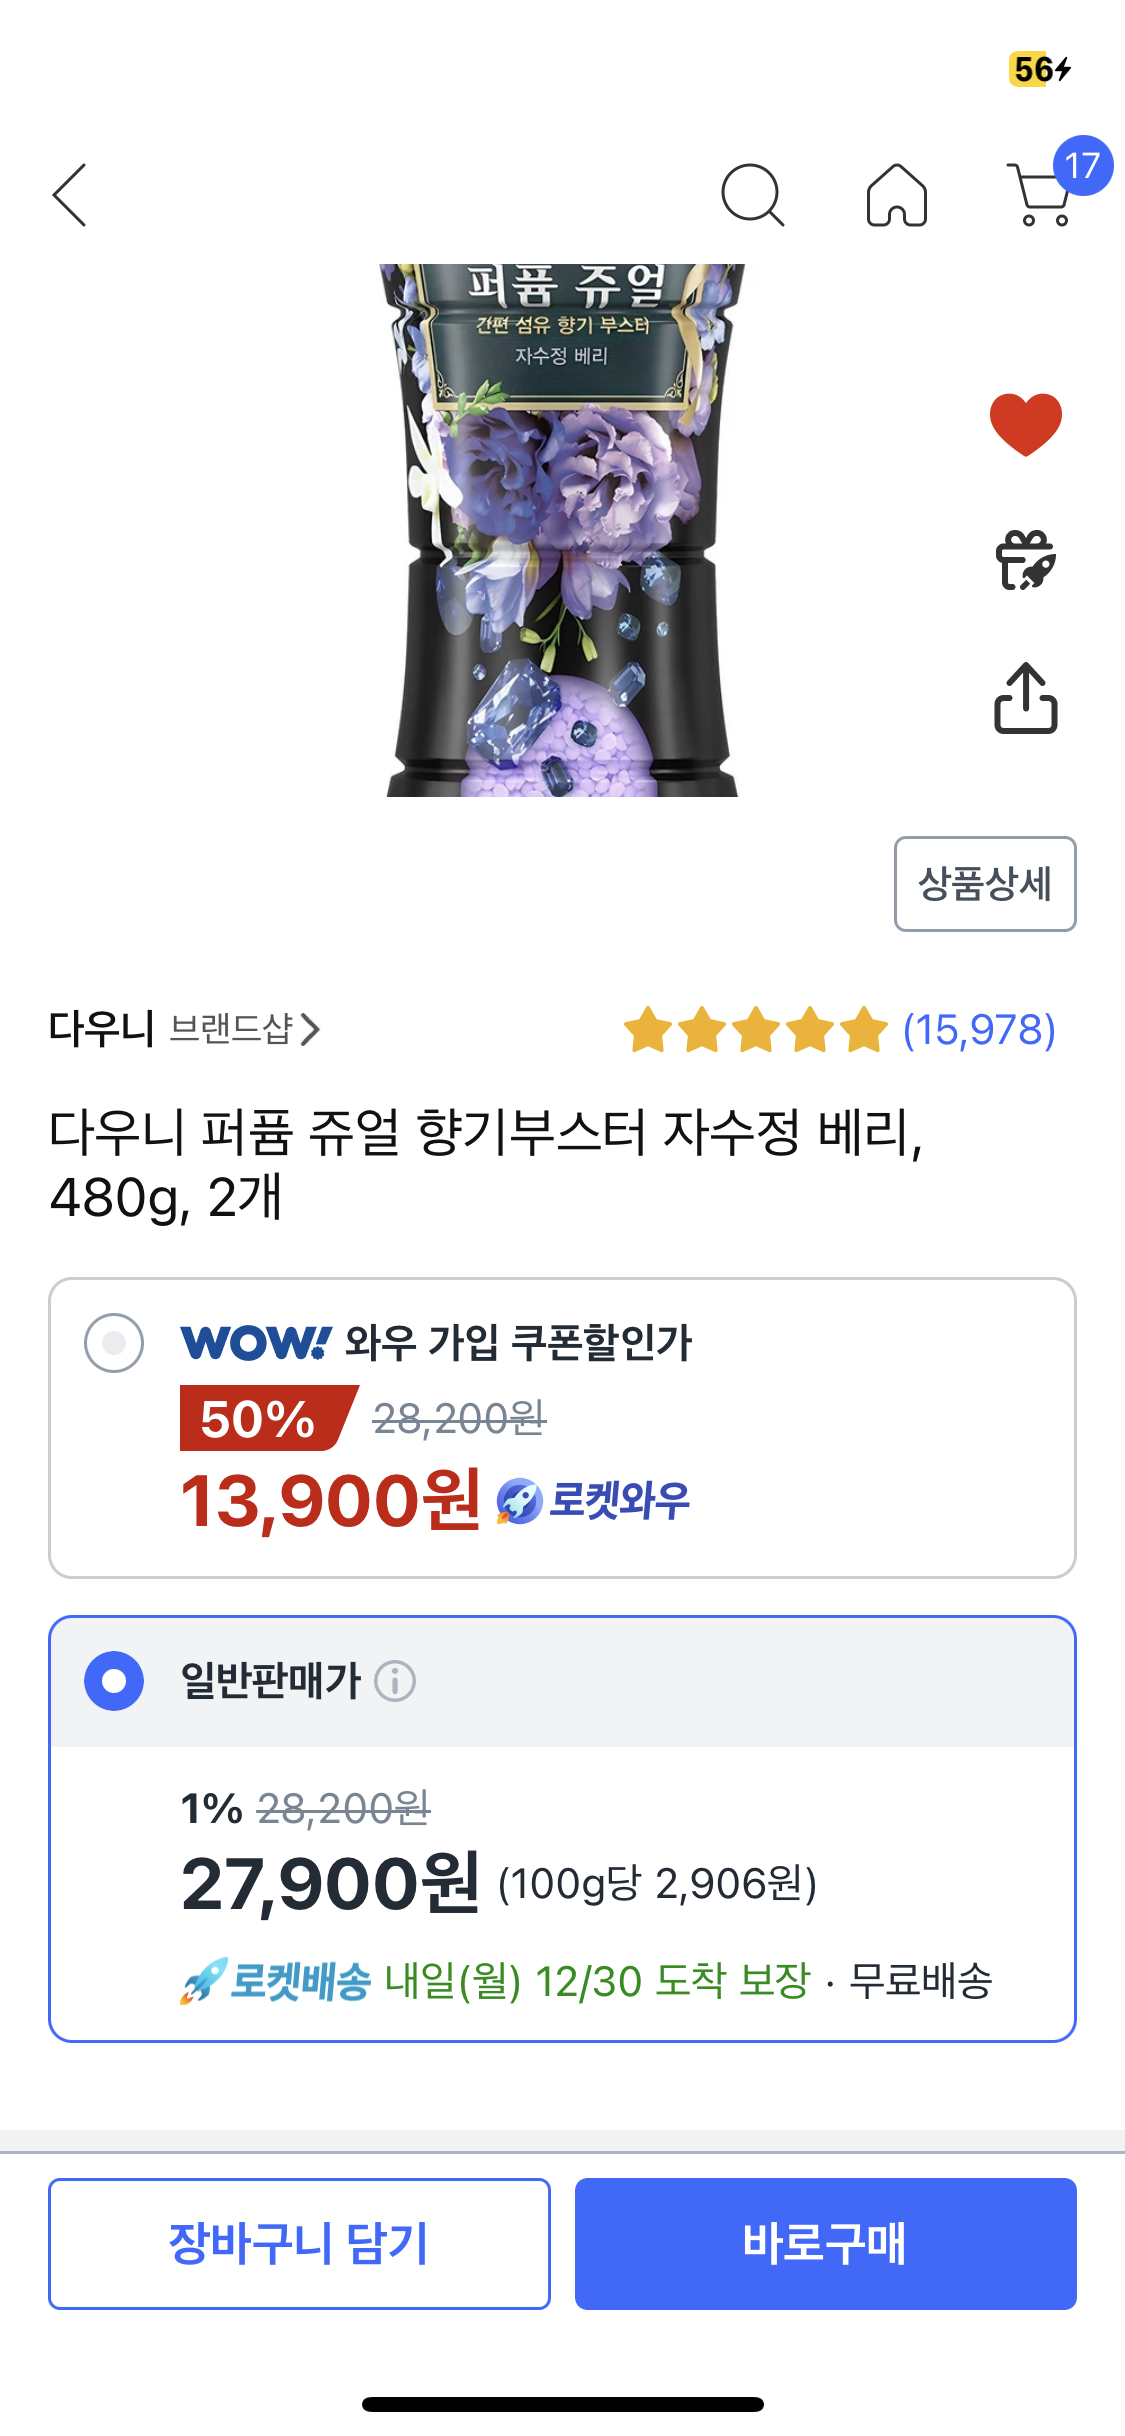 56
17
퍼퓸 쥬얼
간편 섬유 향기 부스터
자수정 베리
상품상세
다우니 브랜드샵 (15,978)
다우니 퍼퓸 쥬얼 향기부스터 자수정 베리,
480g, 2개
WOW! 와우 가입 쿠폰할인가
50% 28,200원
13,900원 로켓와우
일반판매가
1% 28,200원
27,900원 (100g당 2,906원)
로켓배송 내일(월) 12/30 도착 보장 · 무료배송
장바구니 담기
바로구매